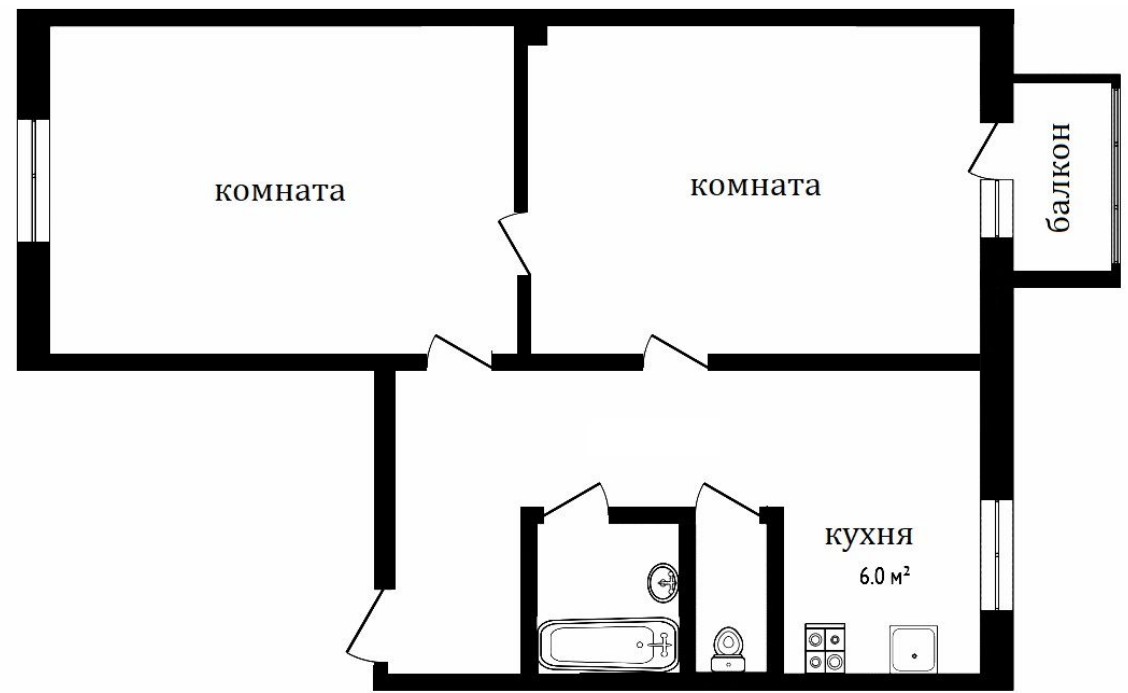 комната
комната
балкон
кухня
6.0 м²